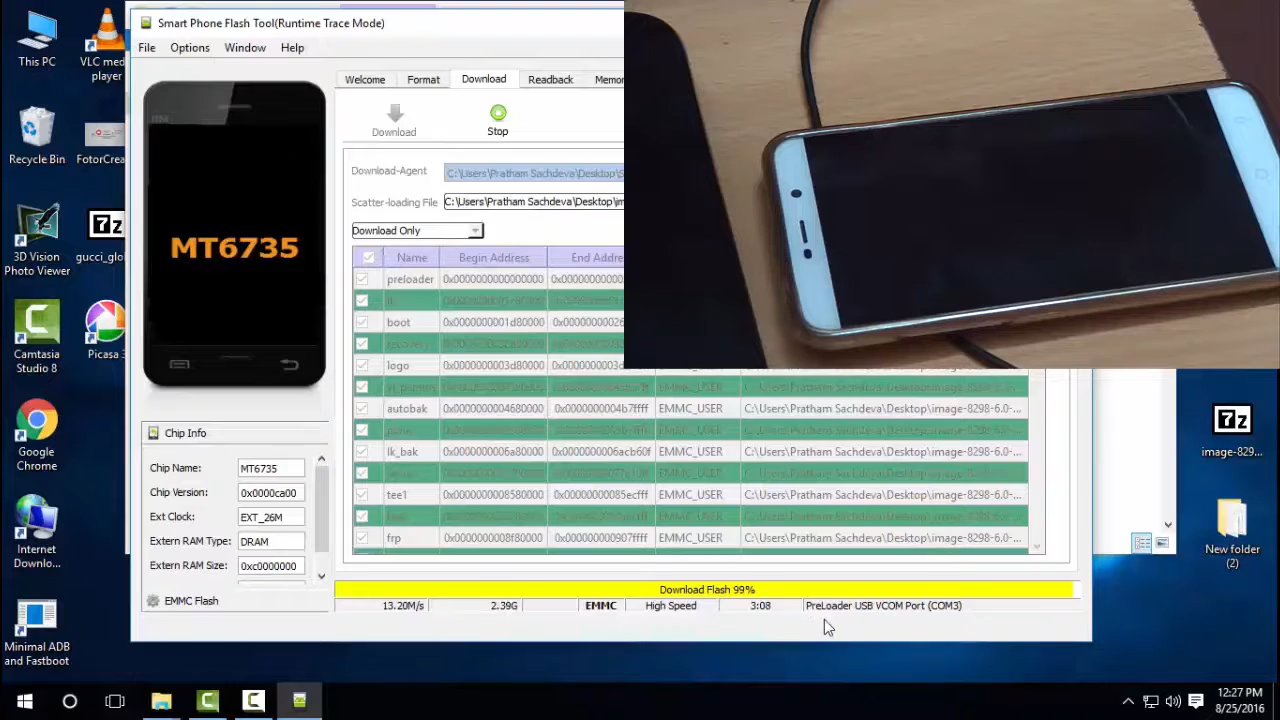 This PC
VLC med
player
Recycle Bin
FotorCrea
3D Vision
Photo Viewer
7z
gucci_glo
Camtasia
Studio 8
Picasa 3
Google
Chrome
Internet
Downlo...
Minimal ADB
and Fastboot
Smart Phone Flash Tool(Runtime Trace Mode)
File Options Window Help
MT6735
Chip Info
Chip Name: MT6735
Chip Version: 0x0000ca00
Ext Clock: EXT_26M
Extern RAM Type: DRAM
Extern RAM Size: 0xc0000000
EMMC Flash
Welcome Format Download Readback Memor
Download Stop
Download-Agent C:\Users\Pratham Sachdeva\Desktop\S
Scatter-loading File C:\Users\Pratham Sachdeva\Desktop\im
Download Only
Name Begin Address End Addre
preloader 0x0000000000000000
boot 0x0000000001d80000
logo 0x0000000003d80000
autobak 0x0000000004680000 0x0000000004b7ffff EMMC_USER C:\Users\Pratham Sachdeva\Desktop\image-8298-6.0-...
lk_bak 0x0000000006a80000 0x0000000006acb60f EMMC_USER C:\Users\Pratham Sachdeva\Desktop\image-8298-6.0-...
tee1 0x0000000008580000 0x00000000085ecfff EMMC_USER C:\Users\Pratham Sachdeva\Desktop\image-8298-6.0-...
frp 0x0000000008f80000 0x000000000907ffff EMMC_USER C:\Users\Pratham Sachdeva\Desktop\image-8298-6.0-...
Download Flash 99%
13.20M/s 2.39G EMMC High Speed 3:08 PreLoader USB VCOM Port (COM3)
7z
image-829...
New folder
(2)
12:27 PM
8/25/2016